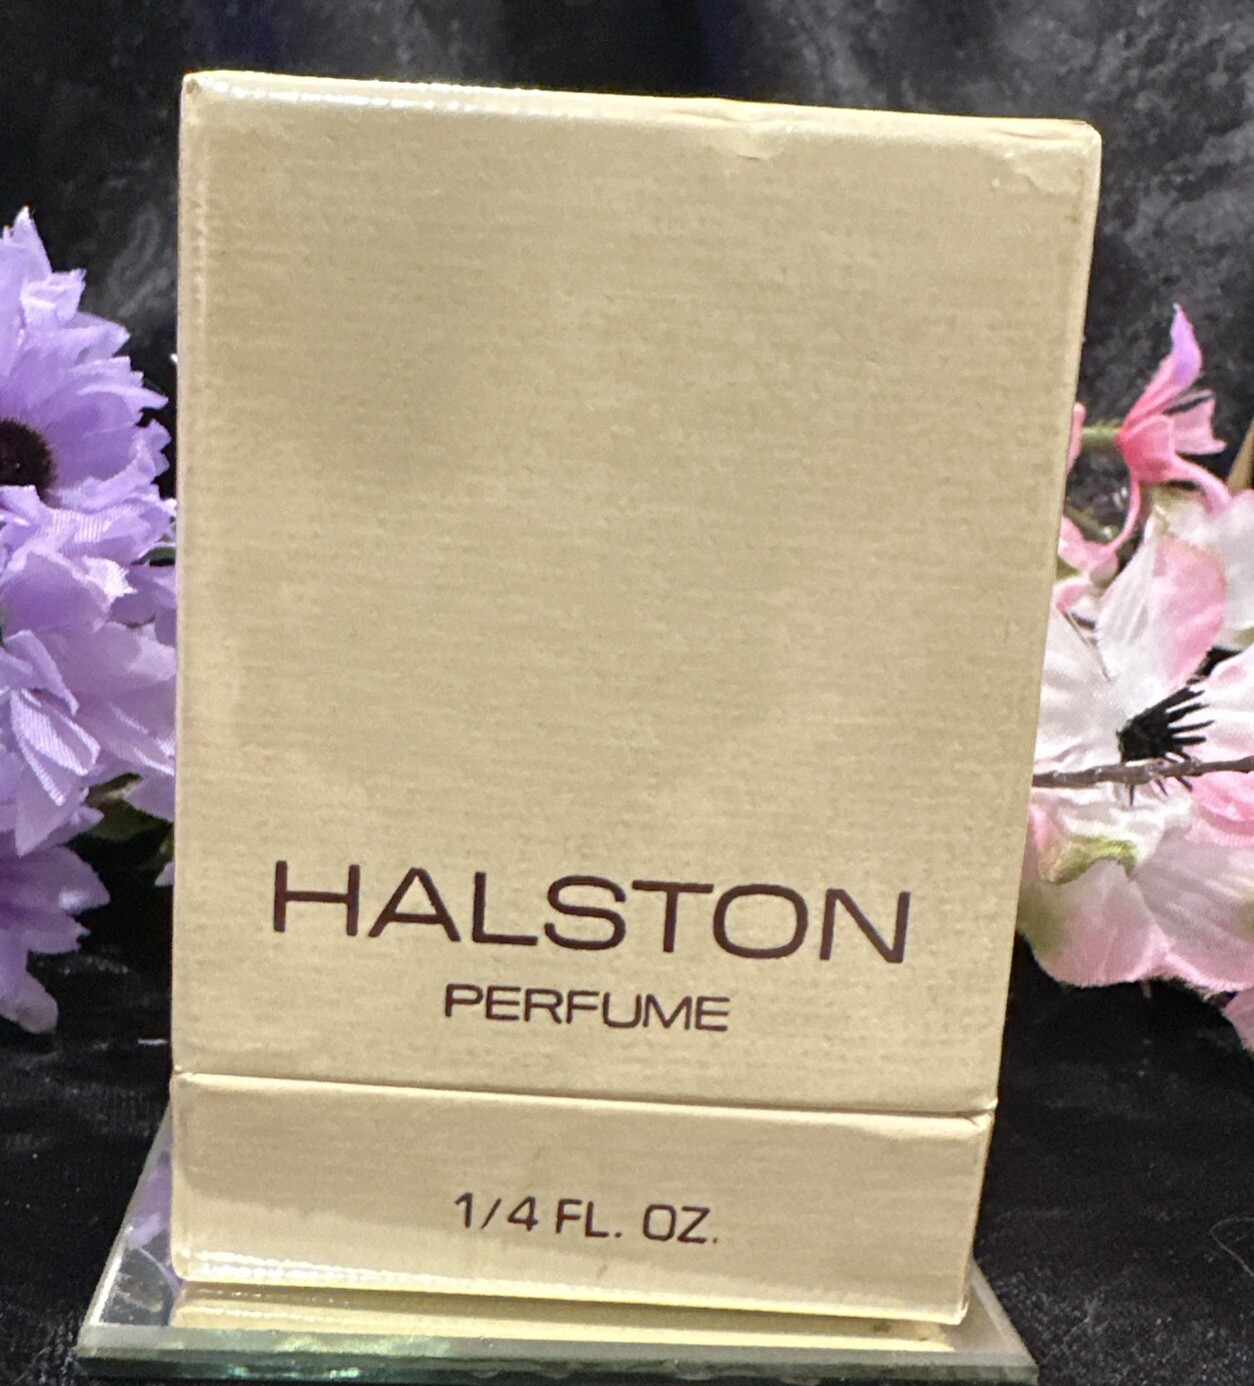 HALSTON
PERFUME
1/4 FL. OZ.